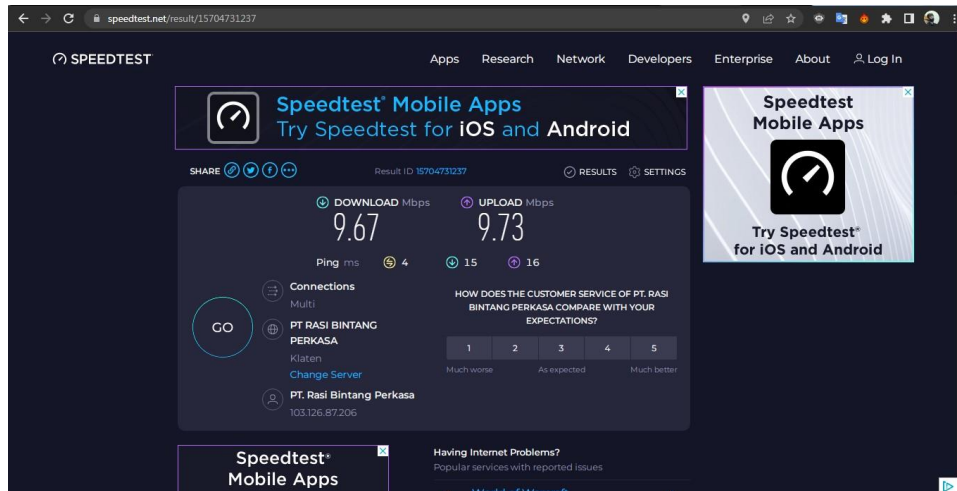 speedtest.net/result/15704731237
SPEEDTEST
Apps Research Network Developers Enterprise About Log In
Speedtest® Mobile Apps
Try Speedtest for iOS and Android
Speedtest
Mobile Apps
Try Speedtest®
for iOS and Android
SHARE Result ID 15704731237 RESULTS SETTINGS
DOWNLOAD Mbps UPLOAD Mbps
9.67 9.73
Ping ms 4 15 16
Connections
Multi
PT RASI BINTANG
PERKASA
Klaten
Change Server
PT. Rasi Bintang Perkasa
103.126.87.206
GO
HOW DOES THE CUSTOMER SERVICE OF PT. RASI
BINTANG PERKASA COMPARE WITH YOUR
EXPECTATIONS?
1 2 3 4 5
Much worse As expected Much better
Speedtest®
Mobile Apps
Having Internet Problems?
Popular services with reported issues